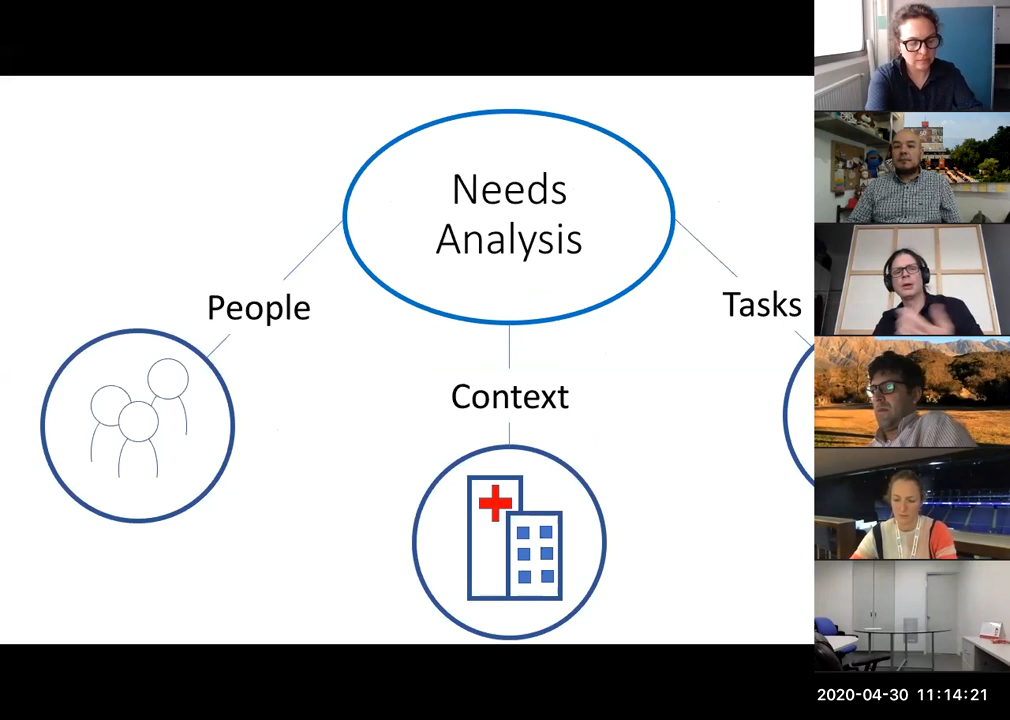 Needs
Analysis
People
Tasks
Context
2020-04-30 11:14:21